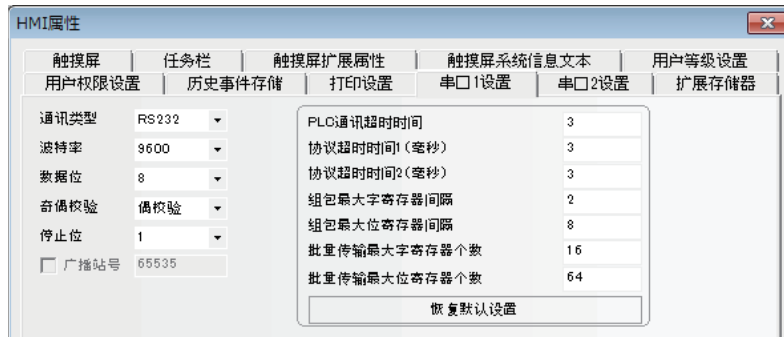 HMI属性
触摸屏 任务栏 触摸屏扩展属性 触摸屏系统信息文本 用户等级设置
用户权限设置 历史事件存储 打印设置 串口1设置 串口2设置 扩展存储器
通讯类型 RS232
波特率 9600
数据位 8
奇偶校验 偶校验
停止位 1
广播站号 65535
PLC通讯超时时间 3
协议超时时间1(毫秒) 3
协议超时时间2(毫秒) 3
组包最大字寄存器间隔 2
组包最大位寄存器间隔 8
批量传输最大字寄存器个数 16
批量传输最大位寄存器个数 64
恢复默认设置